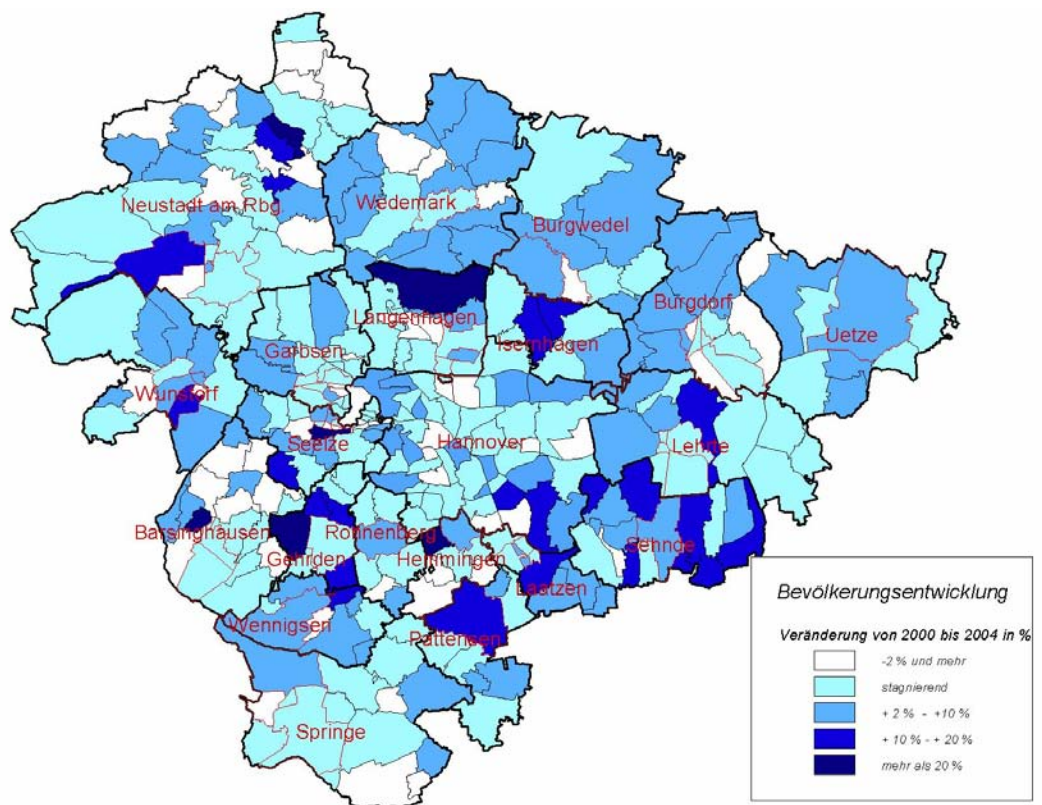 Neustadt am Rbg.
Wedemark
Burgwedel
Langenhagen
Burgdorf
Uetze
Isernhagen
Garbsen
Wunstorf
Seelze
Hannover
Lehrte
Barsinghausen
Ronnenberg
Gehrden
Hemmingen
Sehnde
Laatzen
Wennigsen
Pattensen
Springe
Bevölkerungsentwicklung
Veränderung von 2000 bis 2004 in %
-2 % und mehr
stagnierend
+ 2 % - +10 %
+ 10 % - + 20 %
mehr als 20 %